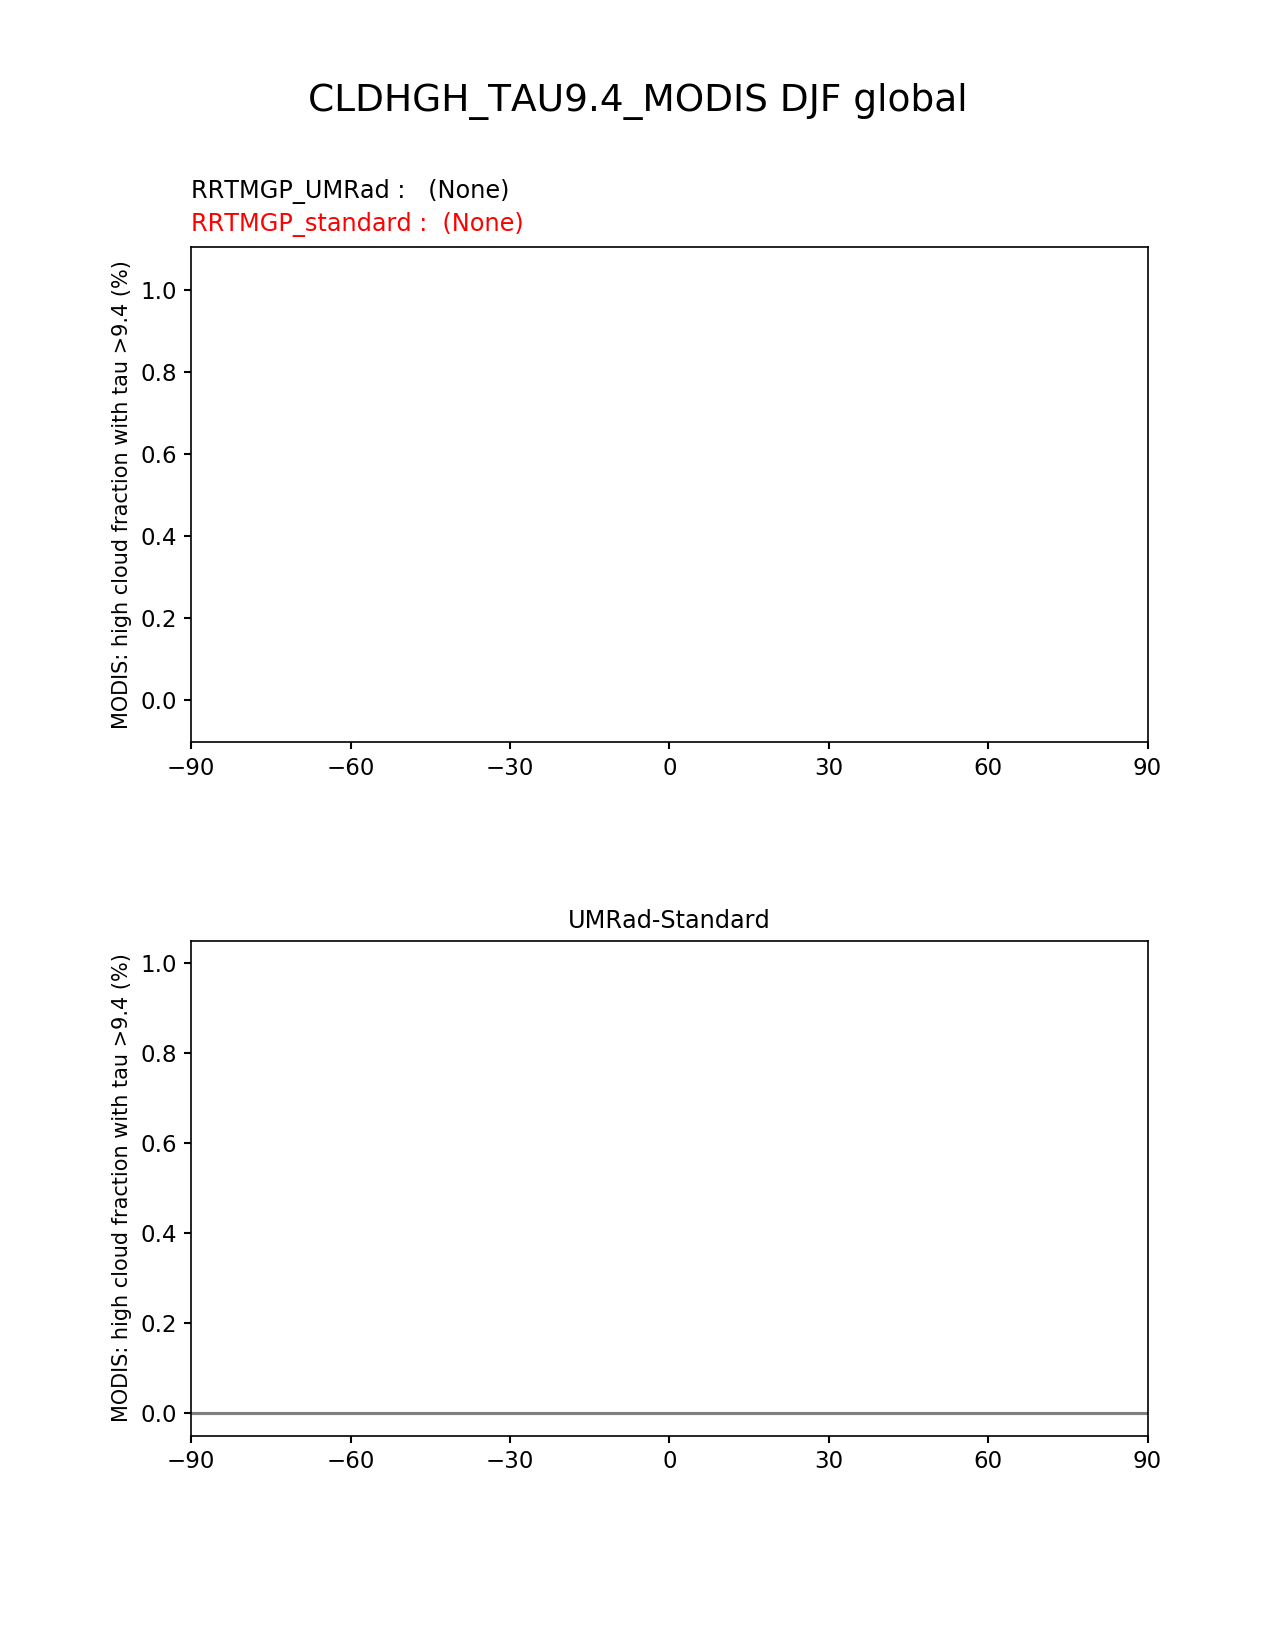 CLDHGH_TAU9.4_MODIS DJF global
RRTMGP_UMRad :   (None)
RRTMGP_standard :  (None)
MODIS: high cloud fraction with tau >9.4 (%)
1.0
0.8
0.6
0.4
0.2
0.0
−90 −60 −30 0 30 60 90
UMRad-Standard
MODIS: high cloud fraction with tau >9.4 (%)
1.0
0.8
0.6
0.4
0.2
0.0
−90 −60 −30 0 30 60 90